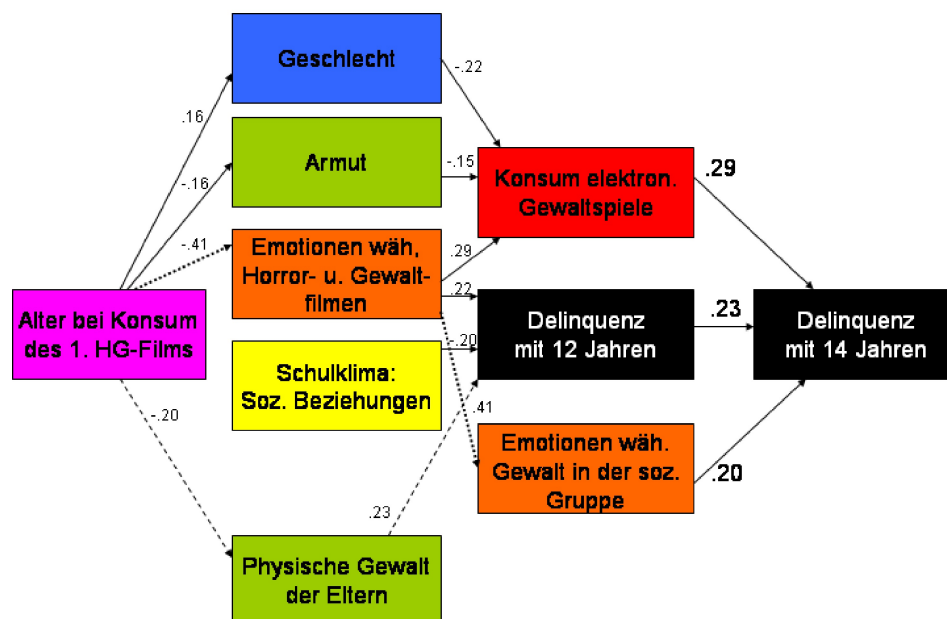 Geschlecht
-.22
.16
Armut
-.15
-.16
Konsum elektron.
Gewaltspiele
.29
-.41
Emotionen wäh,
Horror- u. Gewalt-
filmen
.29
.22
Alter bei Konsum
des 1. HG-Films
Delinquenz
mit 12 Jahren
.23
Delinquenz
mit 14 Jahren
-.20
Schulklima:
Soz. Beziehungen
.41
-.20
Emotionen wäh.
Gewalt in der soz.
Gruppe
.20
.23
Physische Gewalt
der Eltern